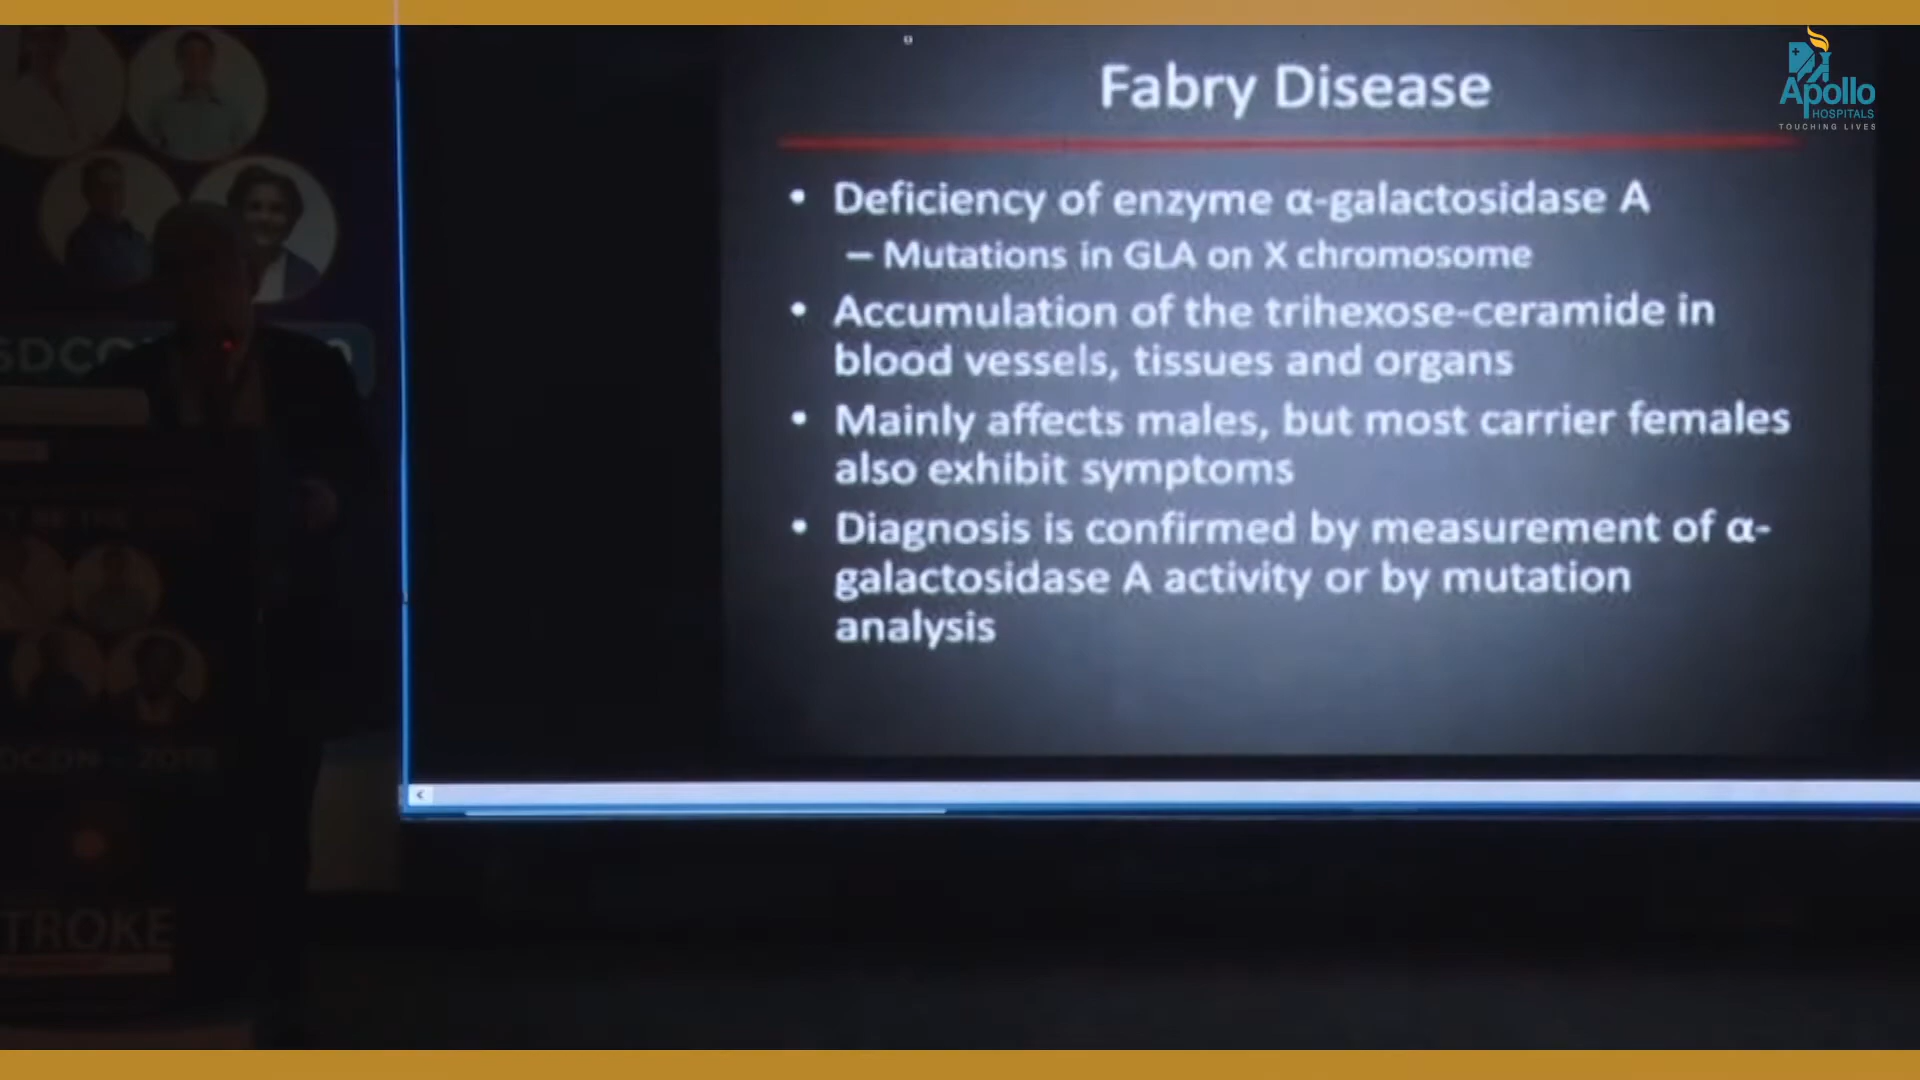 Fabry Disease
• Deficiency of enzyme α-galactosidase A
– Mutations in GLA on X chromosome
• Accumulation of the trihexose-ceramide in
blood vessels, tissues and organs
• Mainly affects males, but most carrier females
also exhibit symptoms
• Diagnosis is confirmed by measurement of α-
galactosidase A activity or by mutation
analysis
Apollo
HOSPITALS
TOUCHING LIVES
TROKE